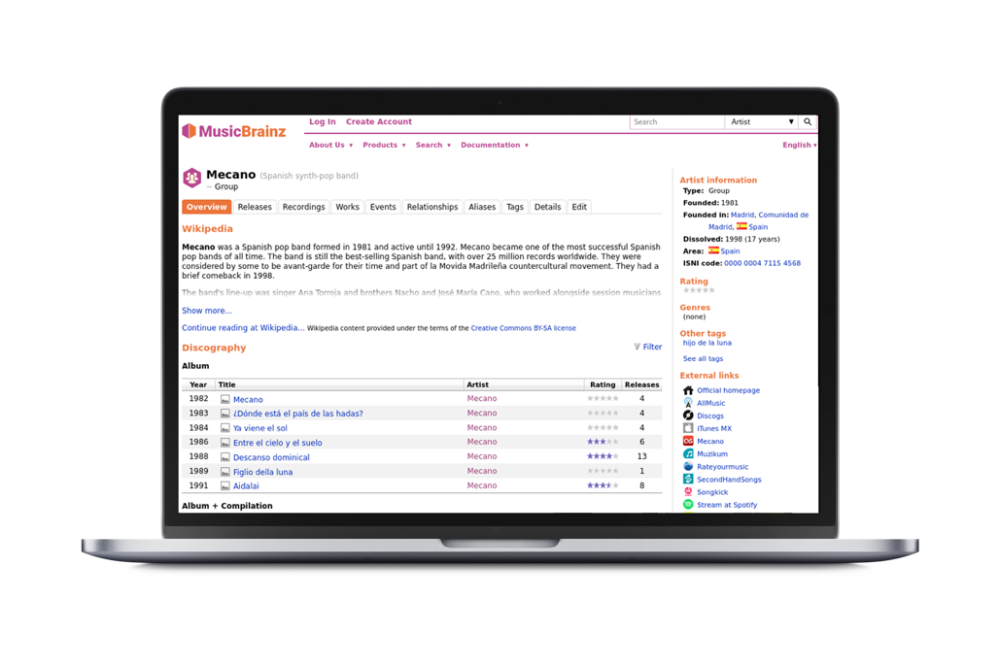 MusicBrainz
Log In Create Account
Search Artist
About Us Products Search Documentation English
Mecano (Spanish synth-pop band)
~ Group
Overview Releases Recordings Works Events Relationships Aliases Tags Details Edit
Wikipedia
Mecano was a Spanish pop band formed in 1981 and active until 1992. Mecano became one of the most successful Spanish
pop bands of all time. The band is still the best-selling Spanish band, with over 25 million records worldwide. They were
considered by some to be avant-garde for their time and part of la Movida Madrileña countercultural movement. They had a
brief comeback in 1998.
The band's line-up was singer Ana Torroja and brothers Nacho and José María Cano, who worked alongside session musicians
Show more...
Continue reading at Wikipedia... Wikipedia content provided under the terms of the Creative Commons BY-SA license
Discography
Filter
Album
Year Title Artist Rating Releases
1982 Mecano Mecano 4
1983 ¿Dónde está el país de las hadas? Mecano 4
1984 Ya viene el sol Mecano 4
1986 Entre el cielo y el suelo Mecano 6
1988 Descanso dominical Mecano 13
1989 Figlio della luna Mecano 1
1991 Aidalai Mecano 8
Album + Compilation
Artist information
Type: Group
Founded: 1981
Founded in: Madrid, Comunidad de
Madrid, Spain
Dissolved: 1998 (17 years)
Area: Spain
ISNI code: 0000 0004 7115 4568
Rating
Genres
(none)
Other tags
hijo de la luna
See all tags
External links
Official homepage
AllMusic
Discogs
iTunes MX
Mecano
Muzikum
Rateyourmusic
SecondHandSongs
Songkick
Stream at Spotify